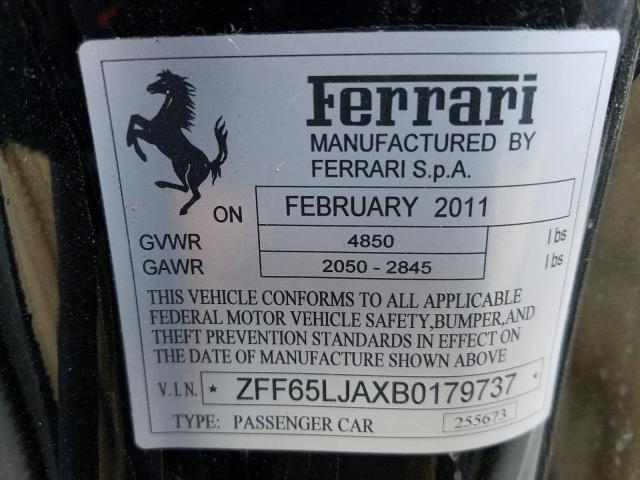 Ferrari
MANUFACTURED BY
FERRARI S.p.A.
ON FEBRUARY 2011
GVWR 4850 lbs
GAWR 2050 - 2845 lbs
THIS VEHICLE CONFORMS TO ALL APPLICABLE
FEDERAL MOTOR VEHICLE SAFETY,BUMPER,AND
THEFT PREVENTION STANDARDS IN EFFECT ON
THE DATE OF MANUFACTURE SHOWN ABOVE
V.I.N. * ZFF65LJAXB0179737 *
TYPE: PASSENGER CAR 255673